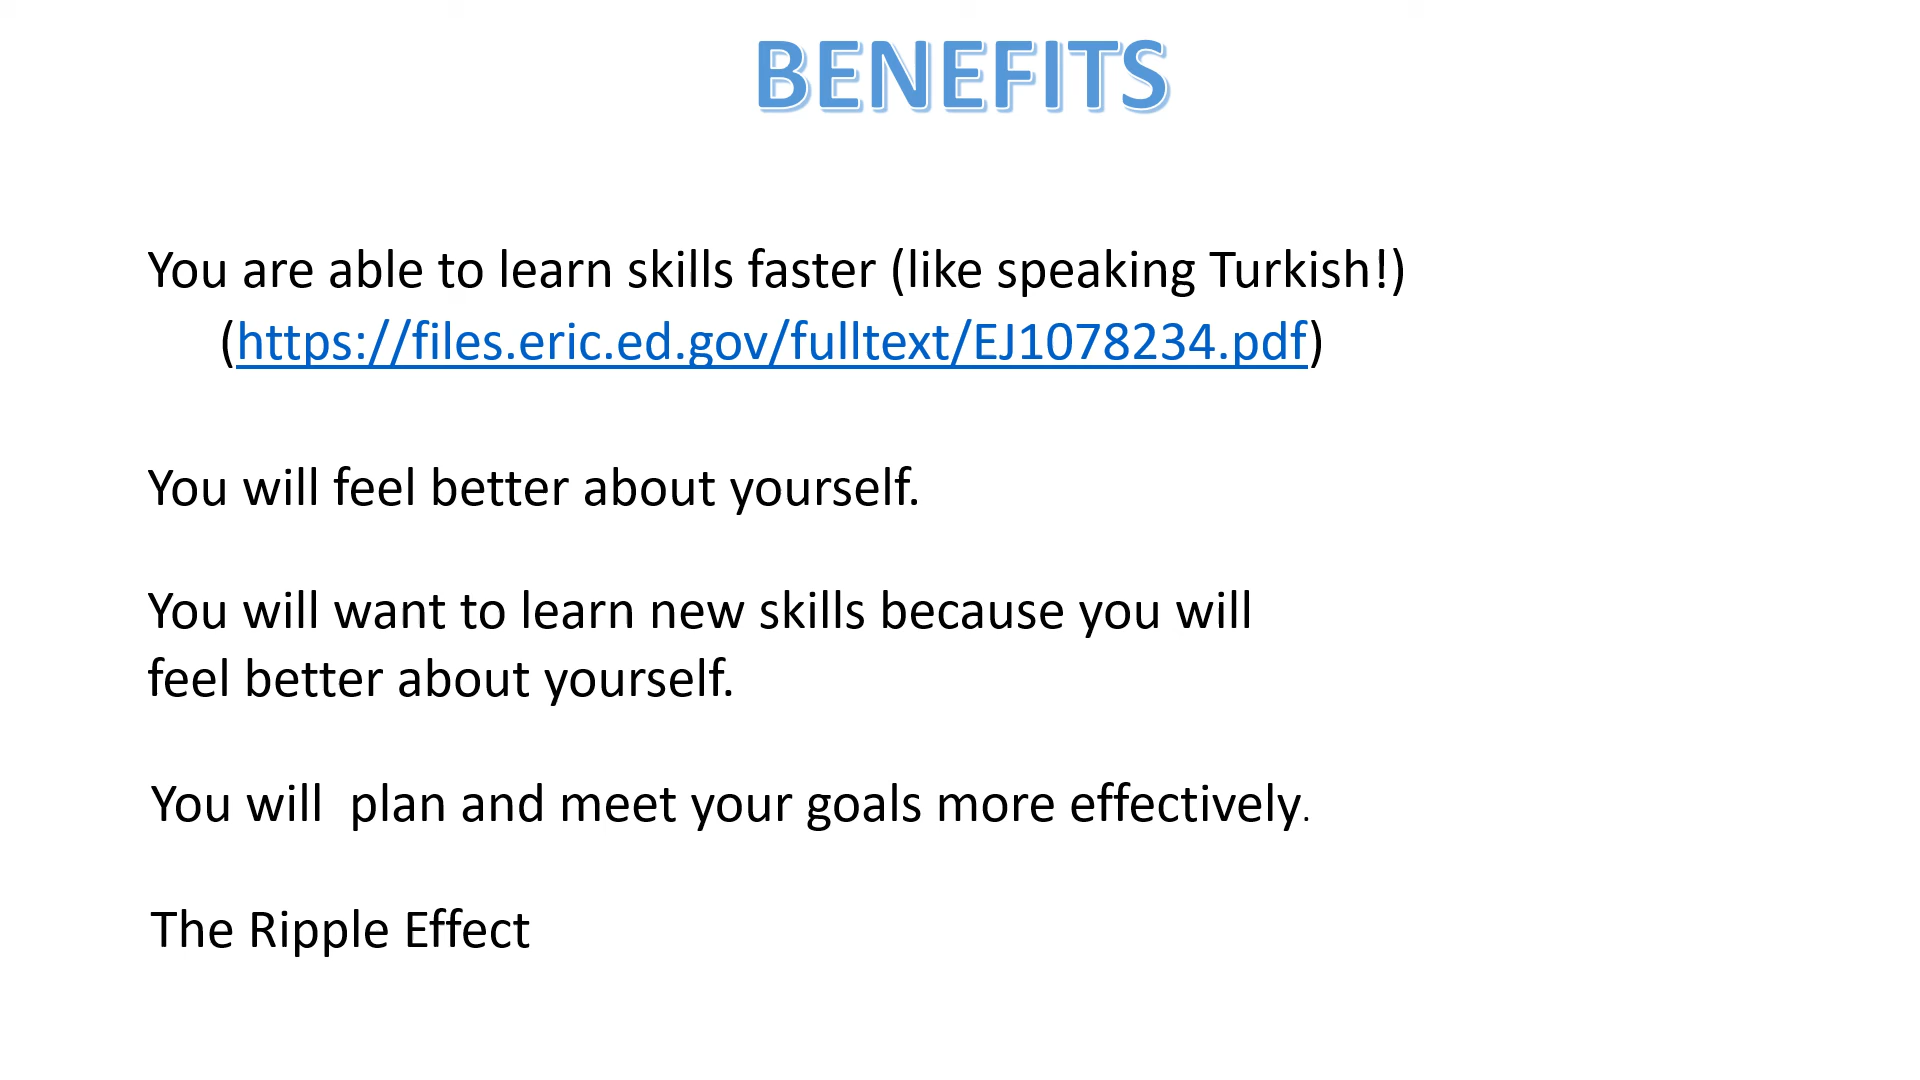 BENEFITS
You are able to learn skills faster (like speaking Turkish!)
(https://files.eric.ed.gov/fulltext/EJ1078234.pdf)
You will feel better about yourself.
You will want to learn new skills because you will
feel better about yourself.
You will  plan and meet your goals more effectively.
The Ripple Effect